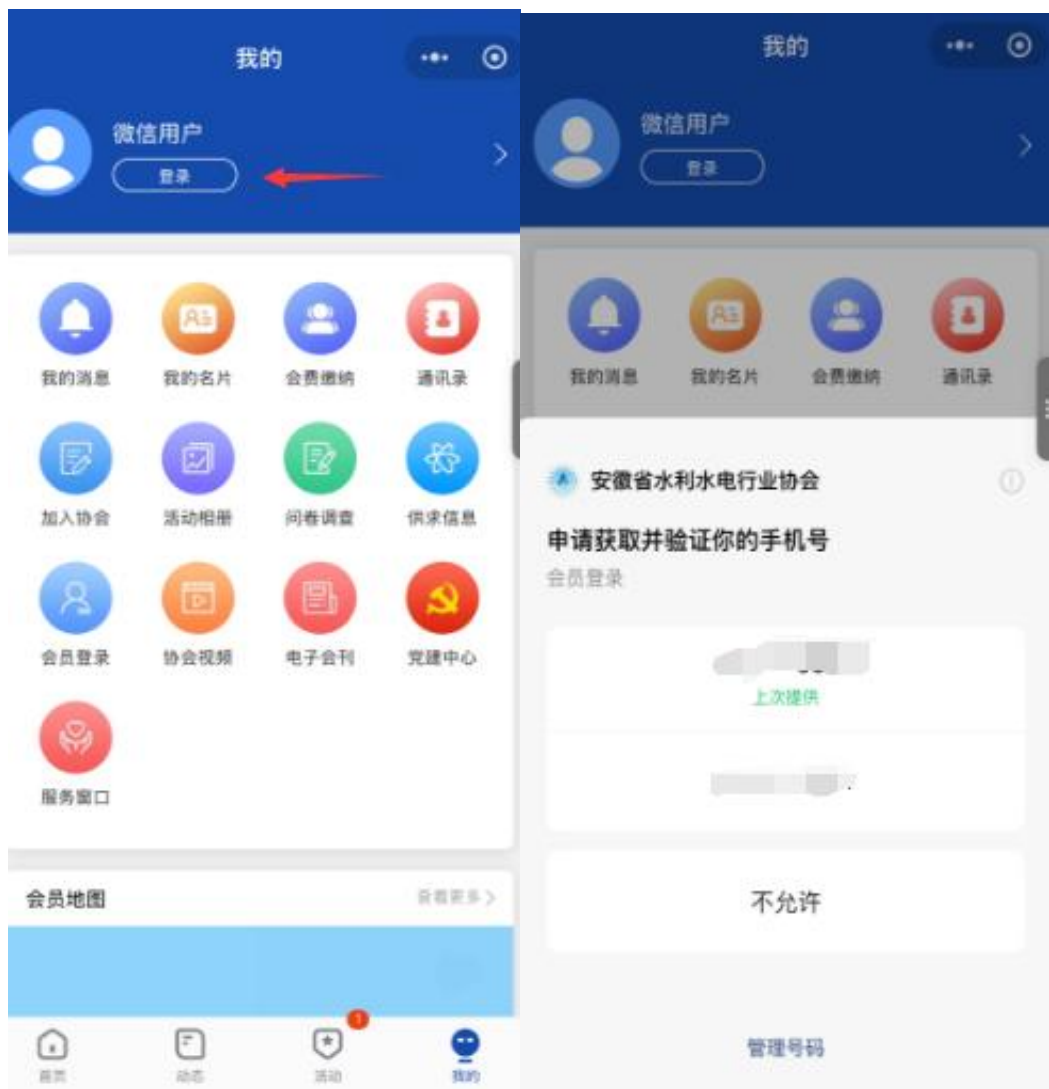 我的
微信用户
登录
我的消息
我的名片
会费缴纳
通讯录
加入协会
活动相册
问卷调查
供求信息
会员登录
协会视频
电子会刊
党建中心
服务窗口
会员地图
查看更多
首页
动态
活动
1
我的
我的
微信用户
登录
我的消息
我的名片
会费缴纳
通讯录
安徽省水利水电行业协会
申请获取并验证你的手机号
会员登录
上次提供
不允许
管理号码